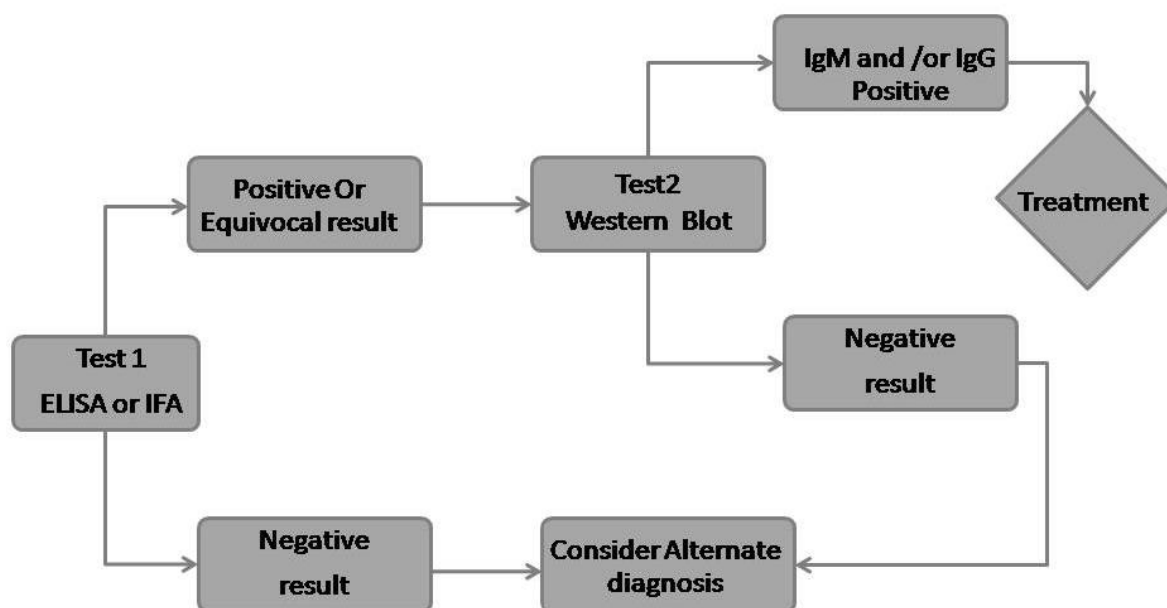 IgM and /or IgG
Positive
Positive Or
Equivocal result
Test2
Western Blot
Treatment
Test 1
ELISA or IFA
Negative
result
Negative
result
Consider Alternate
diagnosis